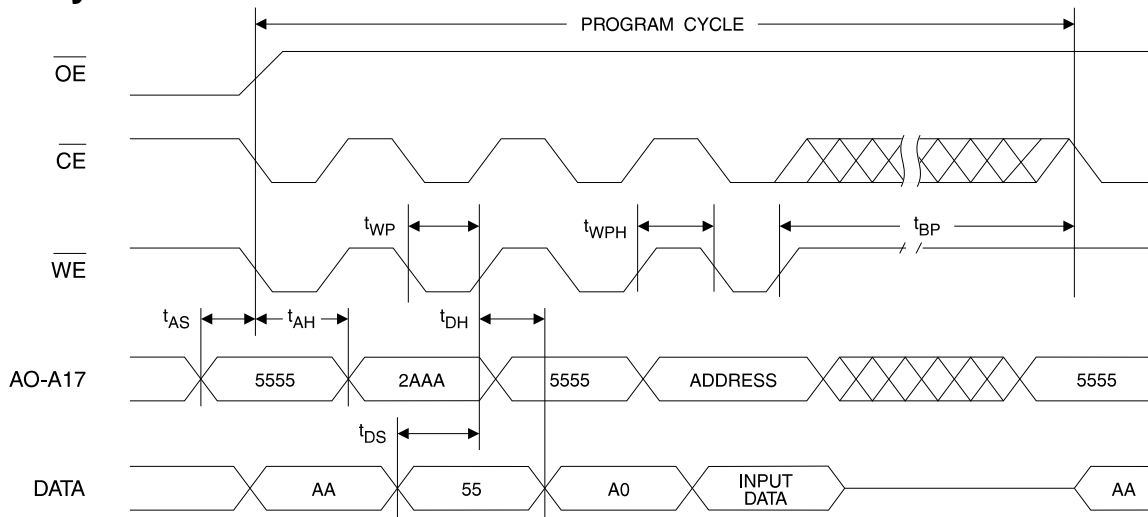 PROGRAM CYCLE
OE
CE
tWP
tWPH
tBP
WE
tAS
tAH
tDH
AO-A17
5555
2AAA
5555
ADDRESS
5555
tDS
DATA
AA
55
A0
INPUT
DATA
AA